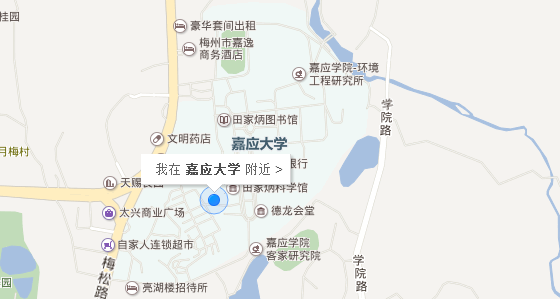 桂园
豪华套间出租
梅州市嘉逸
商务酒店
嘉应学院-环境
工程研究所
学院路
田家炳图书馆
文明药店
嘉应大学
月梅村
银行
我在 嘉应大学 附近 >
天赐
田家炳科学馆
太兴商业广场
德龙会堂
自家人连锁超市
嘉应学院
客家研究院
梅松路
学院路
亮湖楼招待所
园